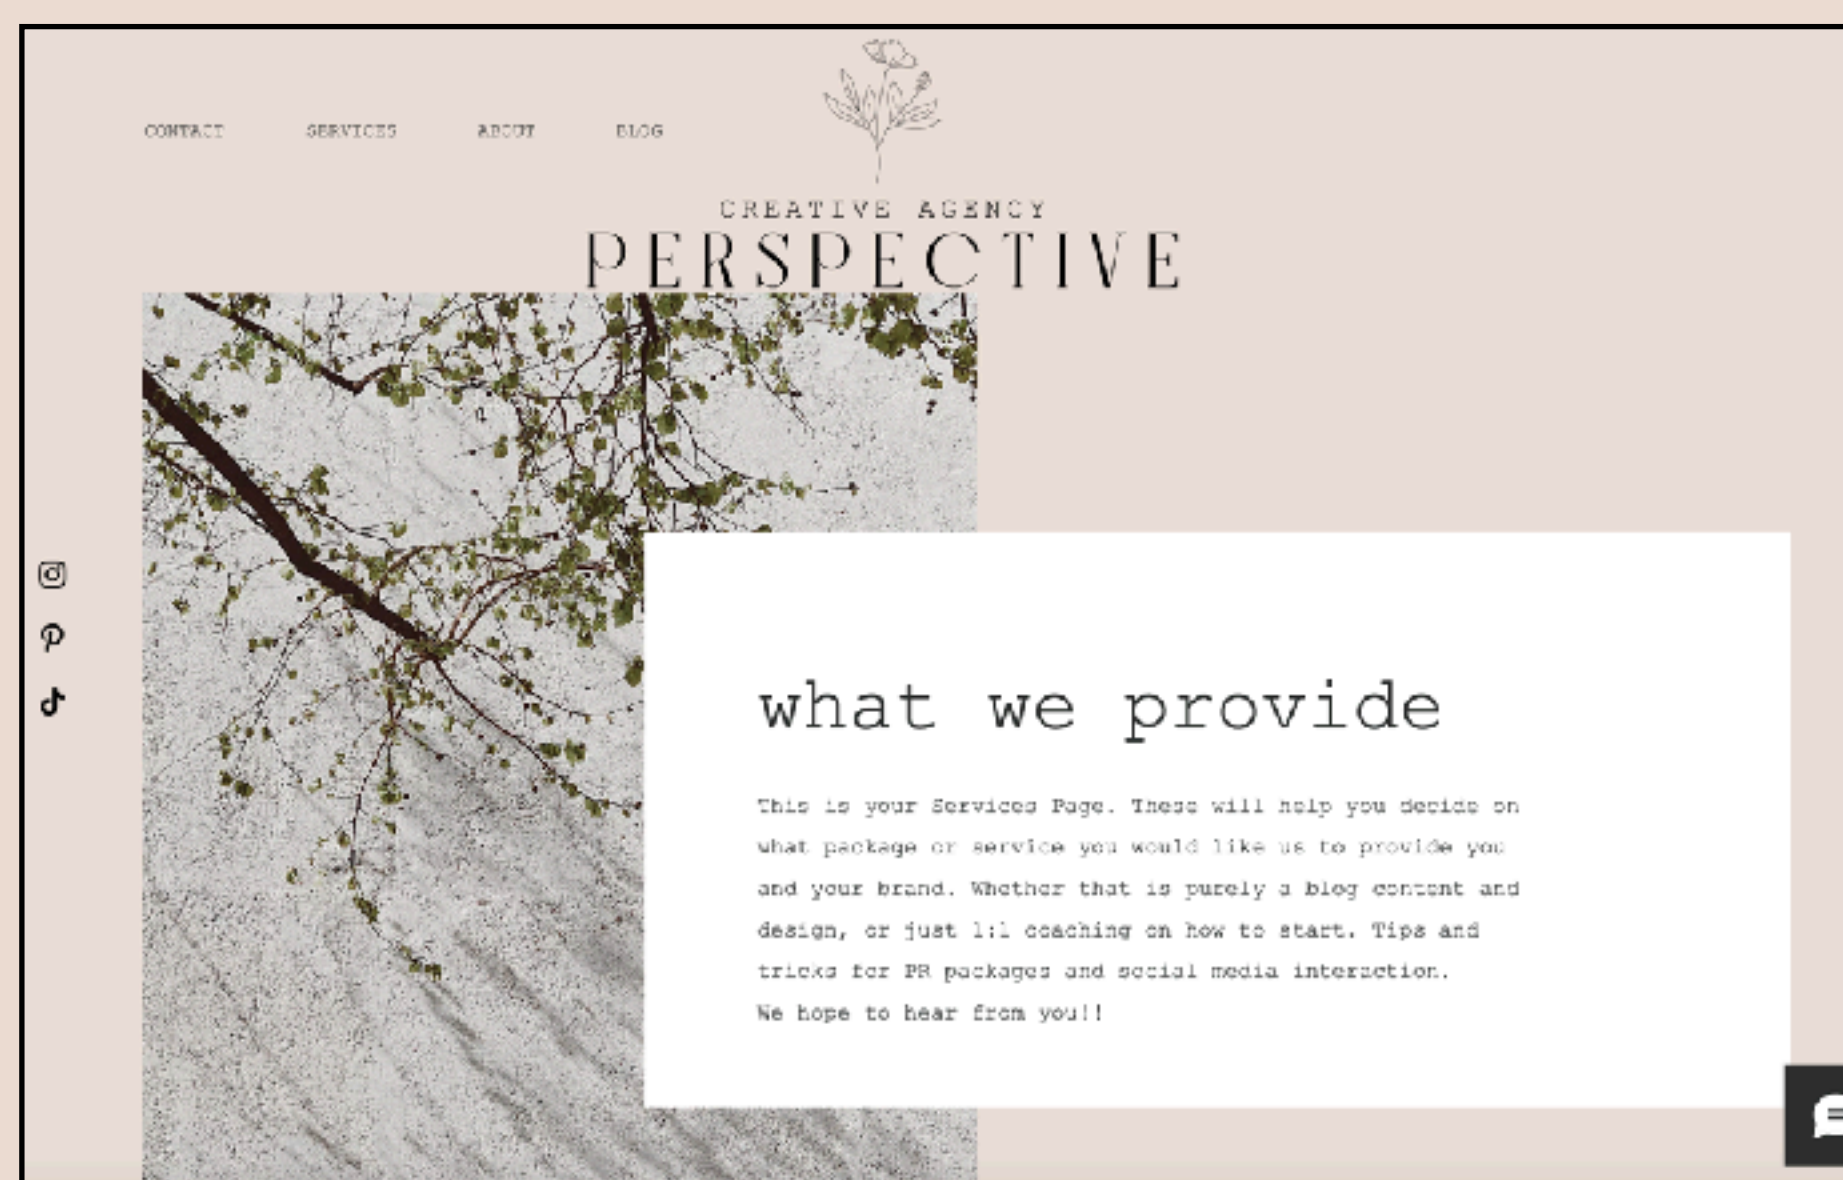 CONTACT SERVICES ABOUT BLOG
CREATIVE AGENCY
PERSPECTIVE
what we provide
This is your Services Page. These will help you decide on
what package or service you would like us to provide you
and your brand. Whether that is purely a blog content and
design, or just 1:1 coaching on how to start. Tips and
tricks for PR packages and social media interaction.
We hope to hear from you!!